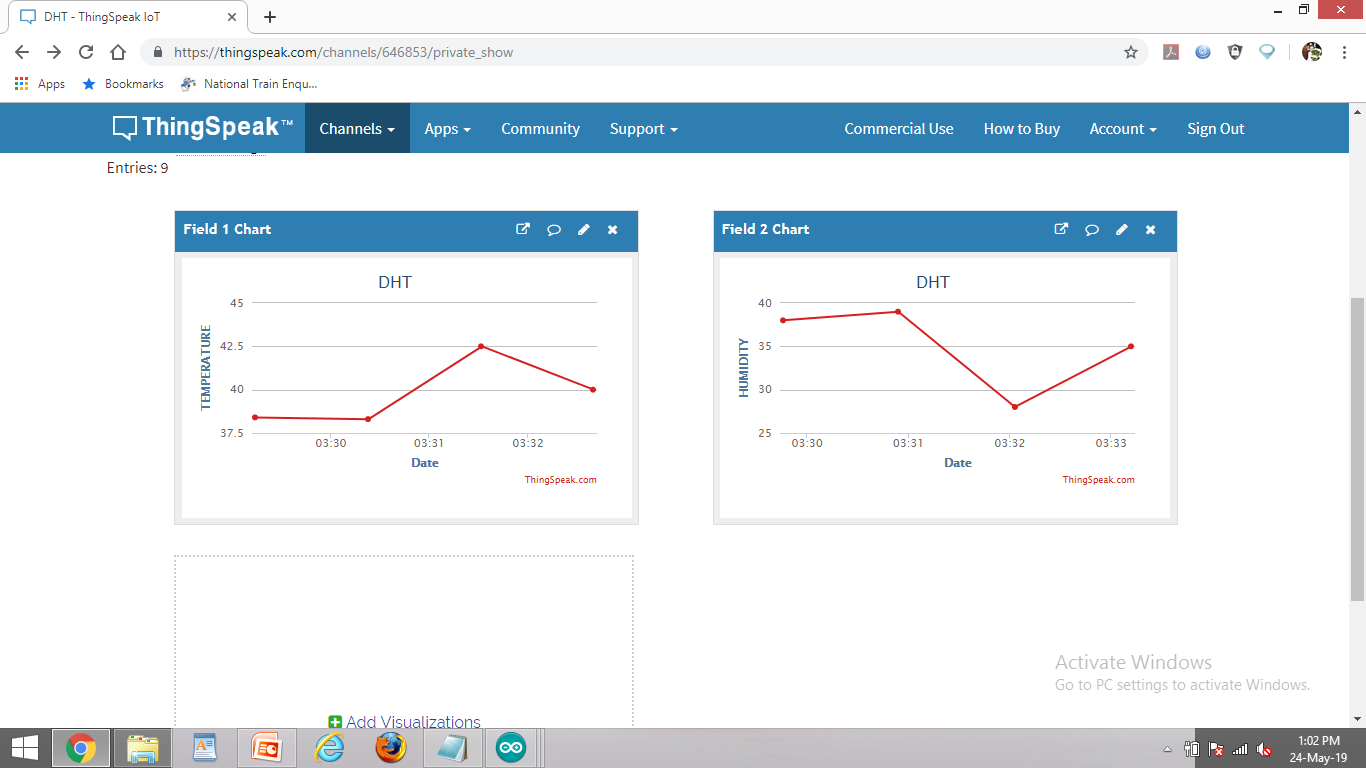 DHT - ThingSpeak IoT
https://thingspeak.com/channels/646853/private_show
Apps Bookmarks National Train Enqu...
ThingSpeak™ Channels Apps Community Support Commercial Use How to Buy Account Sign Out
Entries: 9
Field 1 Chart
DHT
TEMPERATURE
45
42.5
40
37.5
03:30 03:31 03:32
Date
ThingSpeak.com
Field 2 Chart
DHT
HUMIDITY
40
35
30
25
03:30 03:31 03:32 03:33
Date
ThingSpeak.com
Add Visualizations
Activate Windows
Go to PC settings to activate Windows.
1:02 PM
24-May-19